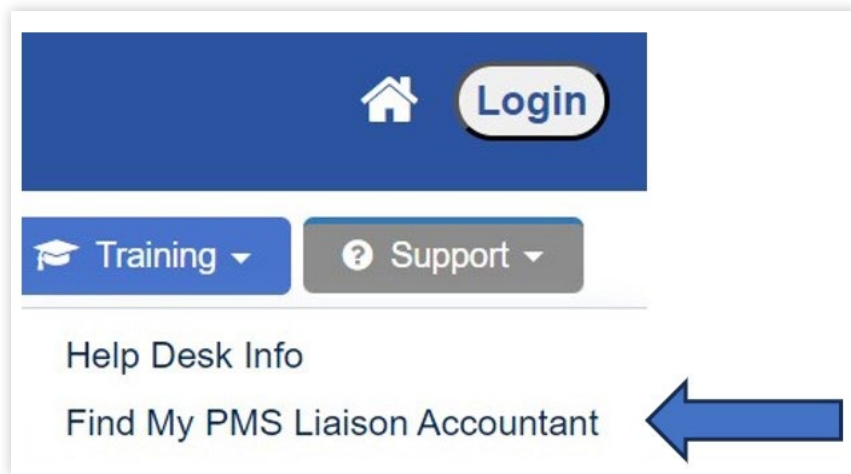 Login
Training Support
Help Desk Info
Find My PMS Liaison Accountant